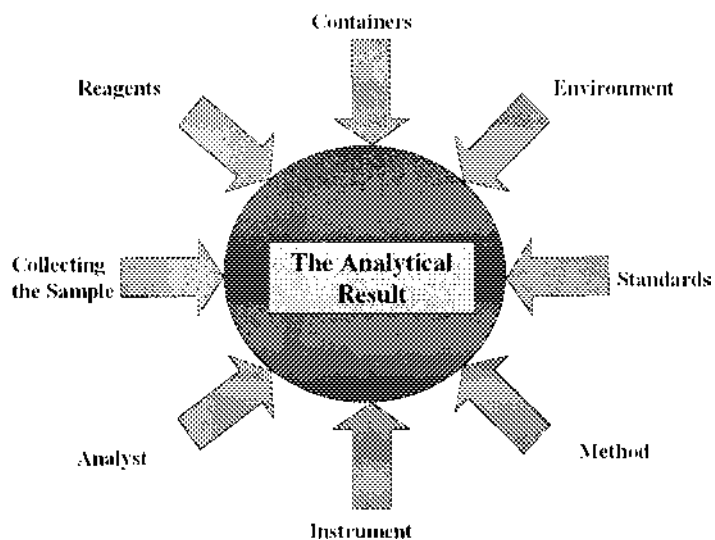 Containers
Reagents
Environment
Collecting
the Sample
The Analytical
Result
Standards
Analyst
Method
Instrument